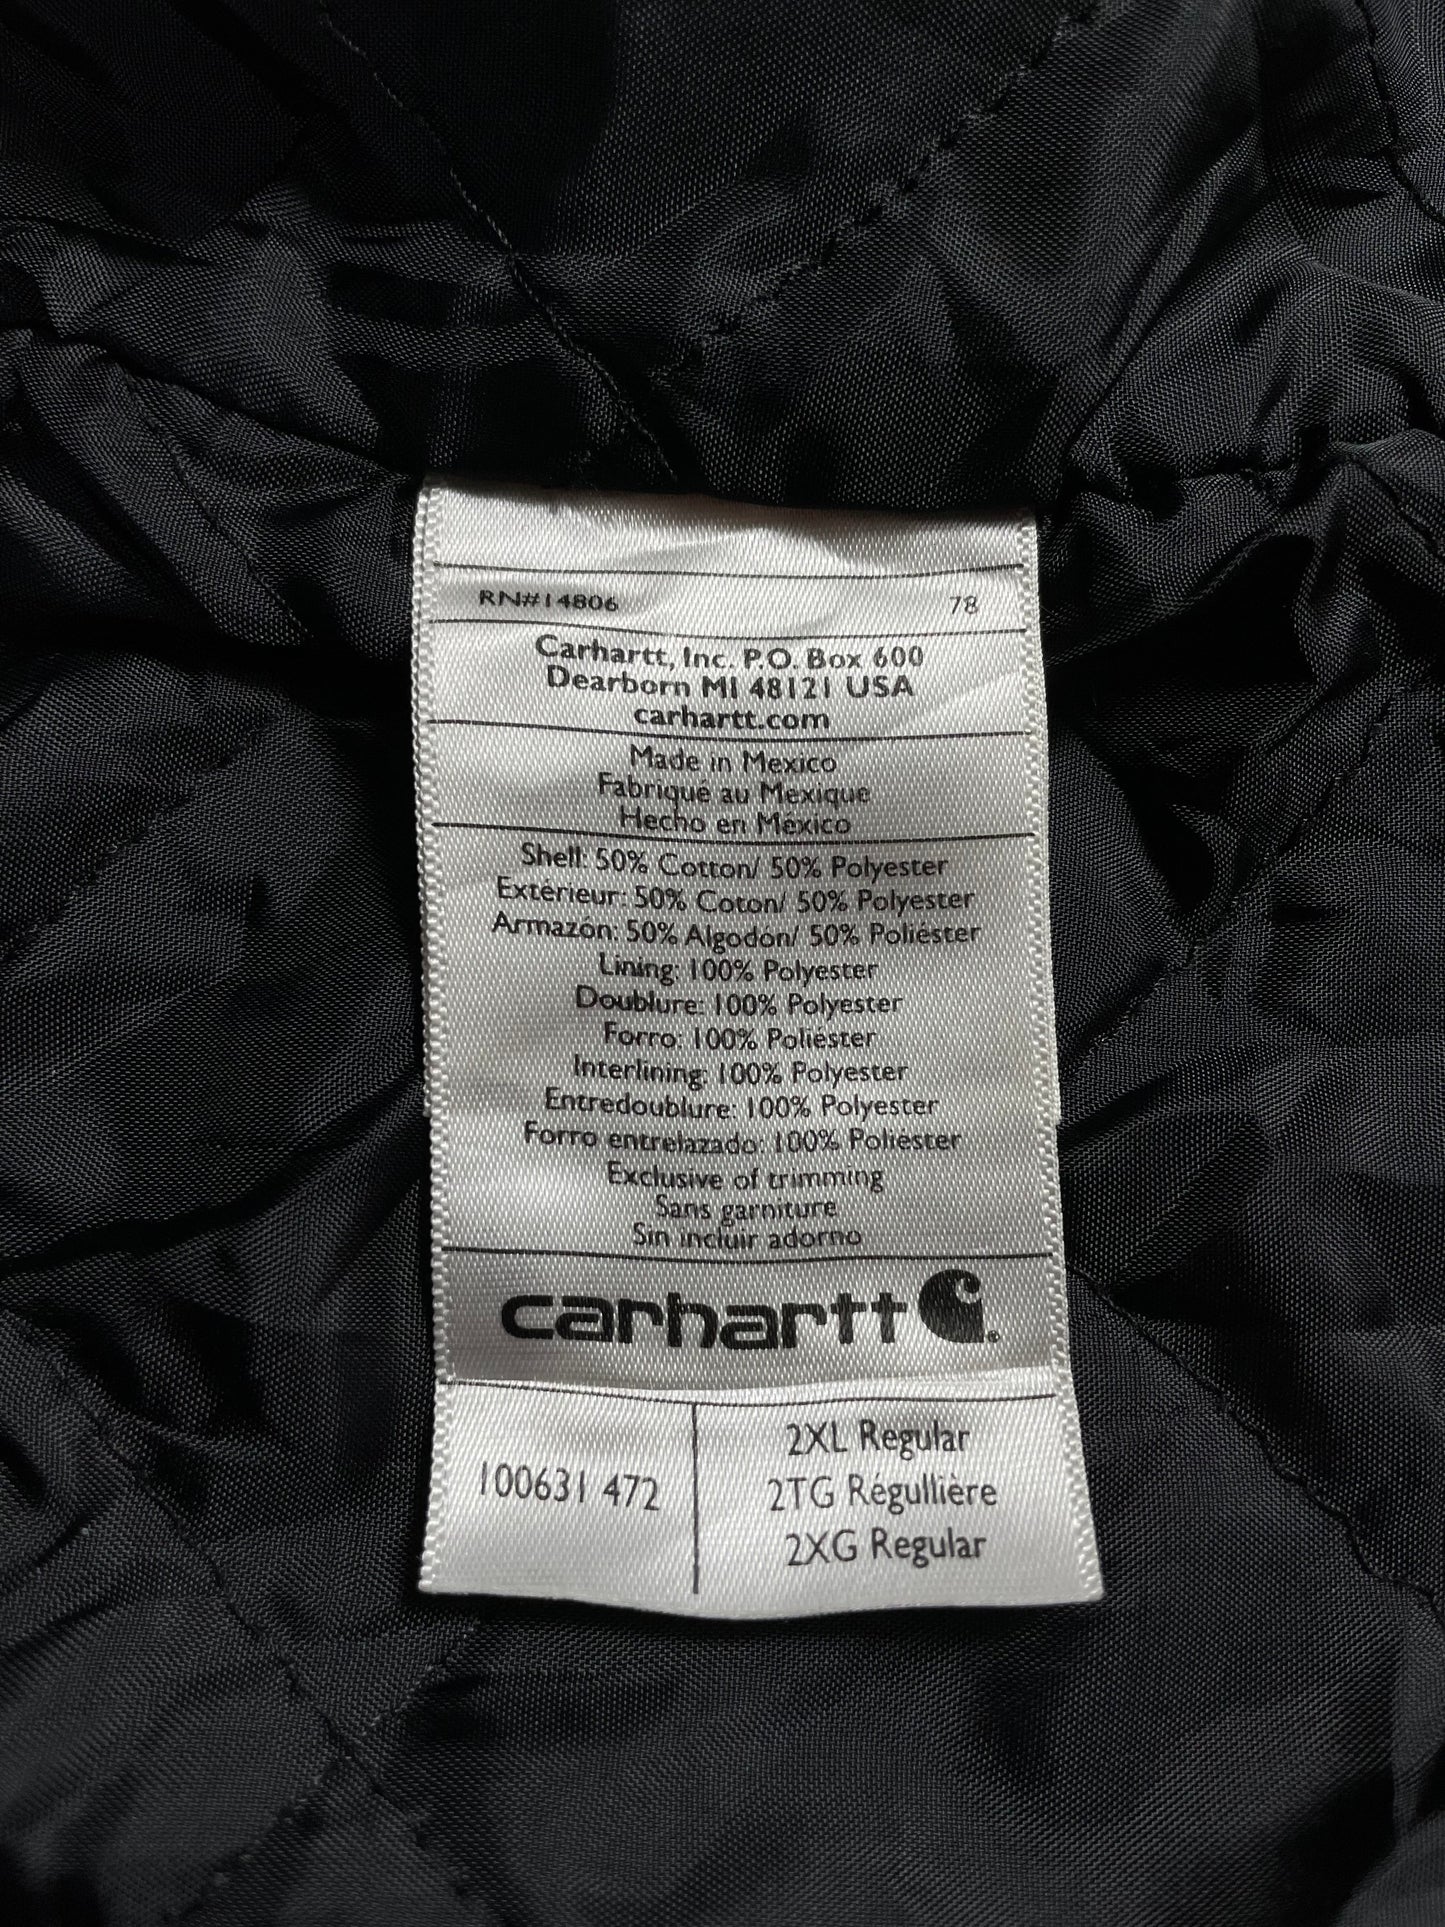 RN#14806 78
Carhartt, Inc. P.O. Box 600
Dearborn MI 48121 USA
carhartt.com
Made in Mexico
Fabriqué au Mexique
Hecho en México
Shell: 50% Cotton/ 50% Polyester
Extérieur: 50% Coton/ 50% Polyester
Armazón: 50% Algodón/ 50% Poliéster
Lining: 100% Polyester
Doublure: 100% Polyester
Forro: 100% Poliéster
Interlining: 100% Polyester
Entredoublure: 100% Polyester
Forro entrelazado: 100% Poliéster
Exclusive of trimming
Sans garniture
Sin incluir adorno
carhartt
100631 472
2XL Regular
2TG Régullière
2XG Regular